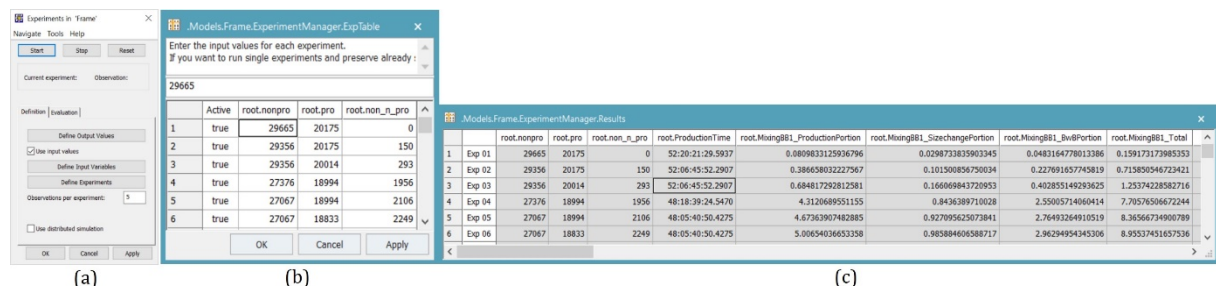 Experiments in 'Frame'
Navigate Tools Help
Start Stop Reset
Current experiment: Observation:
Definition Evaluation
Define Output Values
Use input values
Define Input Variables
Define Experiments
Observations per experiment: 5
Use distributed simulation
OK Cancel Apply
(a)
.Models.Frame.ExperimentManager.ExpTable
Enter the input values for each experiment.
If you want to run single experiments and preserve already
29665
Active root.nonpro root.pro root.non_n_pro
1 true 29665 20175 0
2 true 29356 20175 150
3 true 29356 20014 293
4 true 27376 18994 1956
5 true 27067 18994 2106
6 true 27067 18833 2249
OK Cancel Apply
(b)
.Models.Frame.ExperimentManager.Results
root.nonpro root.pro root.non_n_pro root.ProductionTime root.MixingBB1_ProductionPortion root.MixingBB1_SizechangePortion root.MixingBB1_BwBPortion root.MixingBB1_Total
1 Exp 01 29665 20175 0 52:20:21:29.5937 0.0809833125936796 0.0298733835903345 0.0483164778013386 0.159173173985353
2 Exp 02 29356 20175 150 52:06:45:52.2907 0.386658032227567 0.101500856750034 0.227691657745819 0.715850546723421
3 Exp 03 29356 20014 293 52:06:45:52.2907 0.684817292812581 0.166069843720953 0.402855149293625 1.25374228582716
4 Exp 04 27376 18994 1956 48:18:39:24.5470 4.3120689551155 0.8436389710028 2.55005714060414 7.70576506672244
5 Exp 05 27067 18994 2106 48:05:40:50.4275 4.67363907482885 0.927095625073841 2.76493264910519 8.36566734900789
6 Exp 06 27067 18833 2249 48:05:40:50.4275 5.00654036653358 0.985884606588717 2.96294954345306 8.95537451657536
(c)